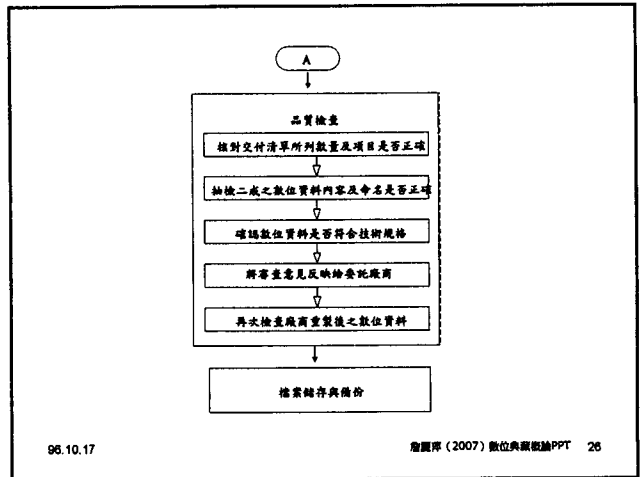 A
品質檢查
核對交付清單所列數量及項目是否正確
抽檢二成之數位資料內容及命名是否正確
確認數位資料是否符合技術規格
將審查意見反映給委託廠商
再次檢查廠商重製後之數位資料
檔案儲存與備份
96.10.17
詹麗萍(2007)數位典藏概論PPT 26